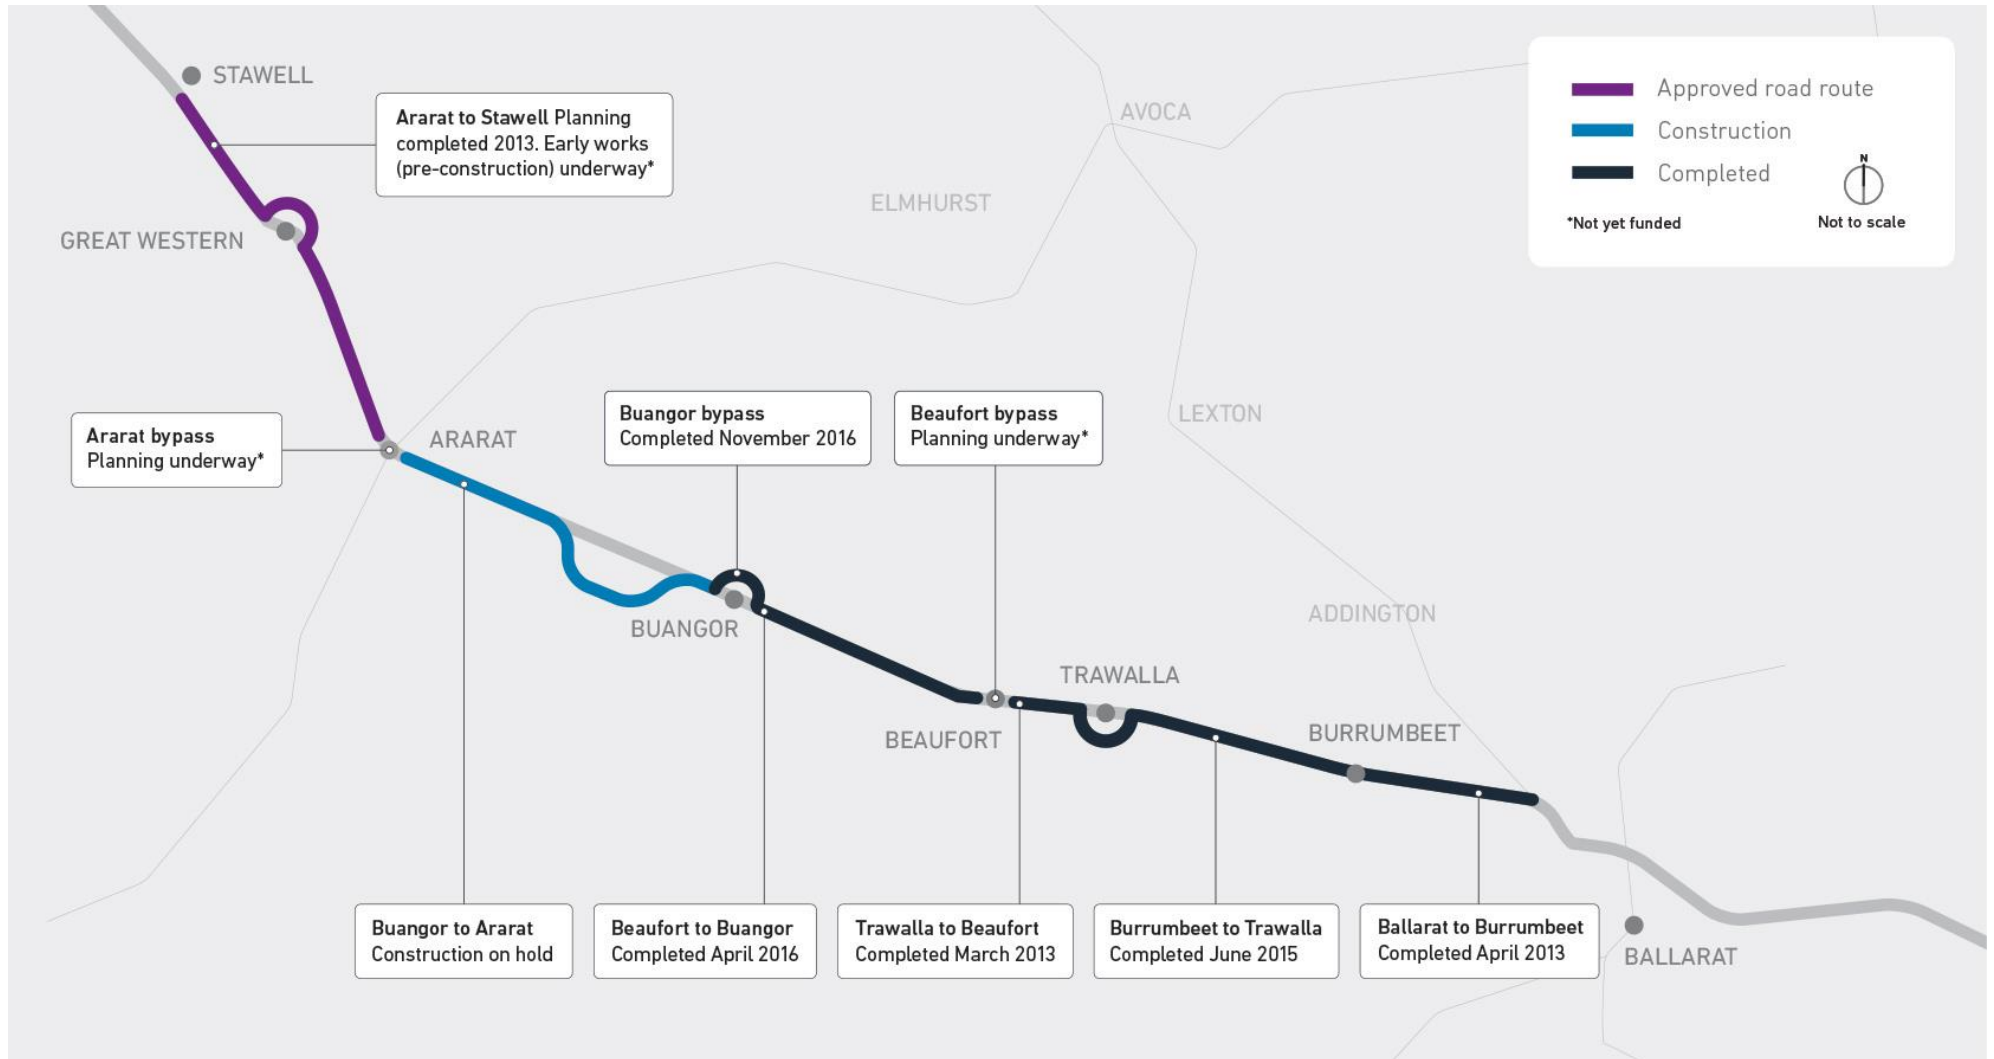 STAWELL
Ararat to Stawell Planning
completed 2013. Early works
(pre-construction) underway*
GREAT WESTERN
AVOCA
ELMHURST
Approved road route
Construction
Completed
N
*Not yet funded
Not to scale
Ararat bypass
Planning underway*
ARARAT
Buangor bypass
Completed November 2016
Beaufort bypass
Planning underway*
LEXTON
ADDINGTON
BUANGOR
TRAWALLA
BEAUFORT
BURRUMBEET
Buangor to Ararat
Construction on hold
Beaufort to Buangor
Completed April 2016
Trawalla to Beaufort
Completed March 2013
Burrumbeet to Trawalla
Completed June 2015
Ballarat to Burrumbeet
Completed April 2013
BALLARAT